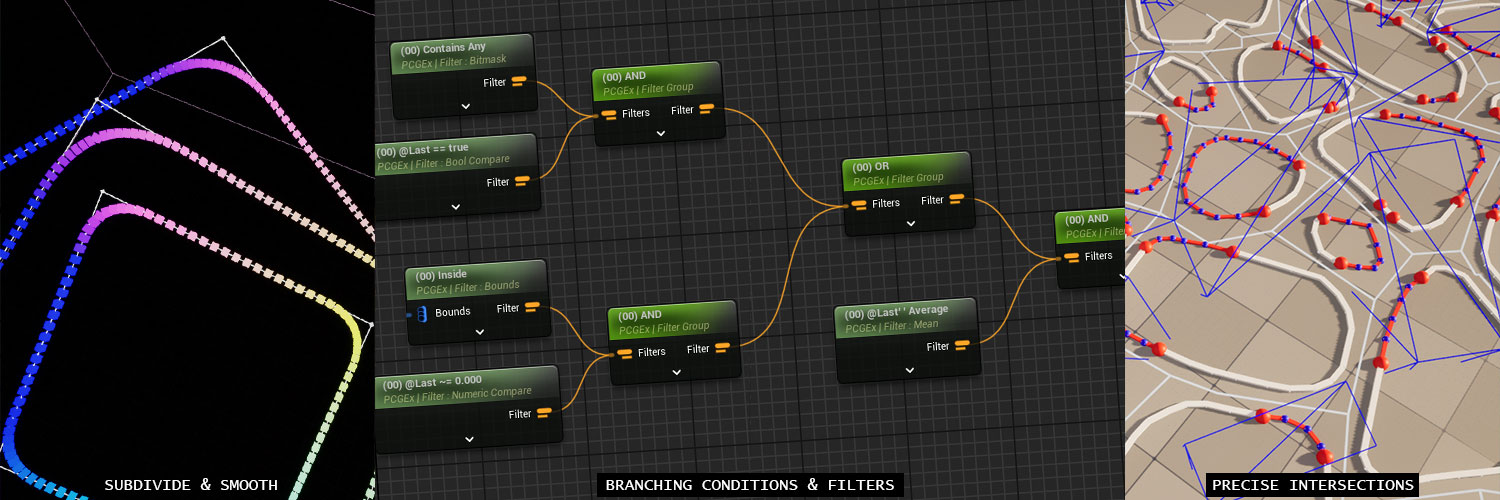 (00) Contains Any
PCGEx | Filter : Bitmask
Filter
(00) AND
PCGEx | Filter Group
Filters
Filter
(00) @Last == true
PCGEx | Filter : Bool Compare
Filter
(00) OR
PCGEx | Filter Group
Filters
Filter
(00) AND
PCGEx | Filter
Filters
(00) Inside
PCGEx | Filter : Bounds
Bounds
Filter
(00) AND
PCGEx | Filter Group
Filters
Filter
(00) @Last' ' Average
PCGEx | Filter : Mean
Filter
(00) @Last ~= 0.000
PCGEx | Filter : Numeric Compare
Filter
SUBDIVIDE & SMOOTH
BRANCHING CONDITIONS & FILTERS
PRECISE INTERSECTIONS